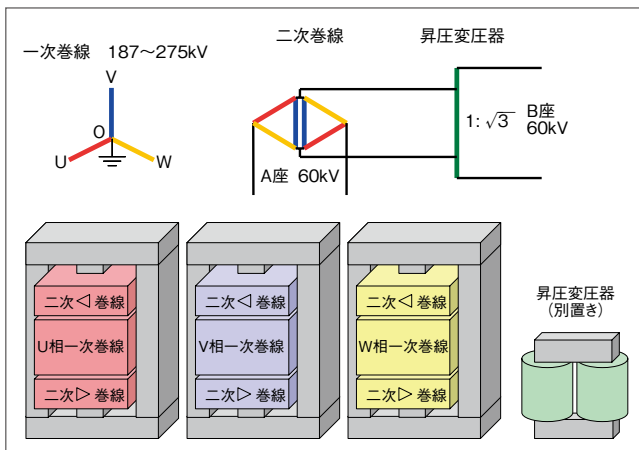 一次巻線 187〜275kV
V
O
U
W
二次巻線
A座 60kV
昇圧変圧器
1:√3
B座
60kV
二次◁巻線
U相一次巻線
二次▷巻線
二次◁巻線
V相一次巻線
二次▷巻線
二次◁巻線
W相一次巻線
二次▷巻線
昇圧変圧器
(別置き)